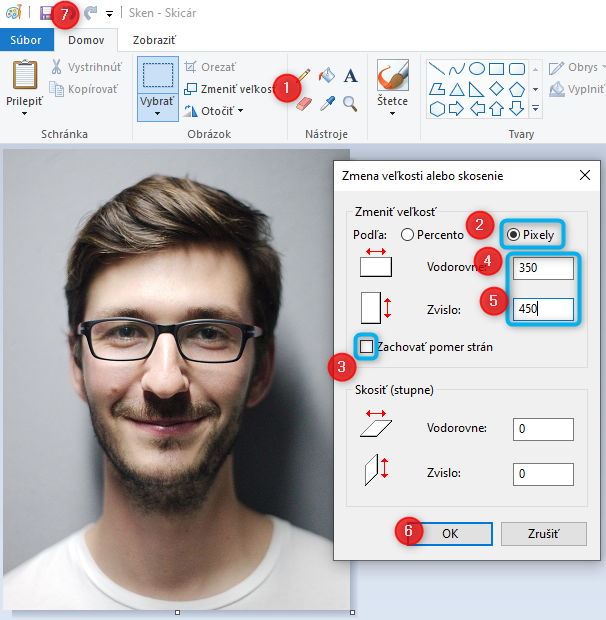 7
Sken - Skicár
Súbor Domov Zobraziť
Prilepiť
Vystrihnúť
Kopírovať
Schránka
Vybrať
Orezať
Zmeniť veľkosť
Otočiť
Obrázok
1
A
Nástroje
Štetce
Obrys
Vyplniť
Tvary
Zmena veľkosti alebo skosenie
Zmeniť veľkosť
Podľa: Percento 2 Pixely
Vodorovne: 4 350
Zvislo: 5 450
Zachovať pomer strán
3
Skosiť (stupne)
Vodorovne: 0
Zvislo: 0
6 OK Zrušiť